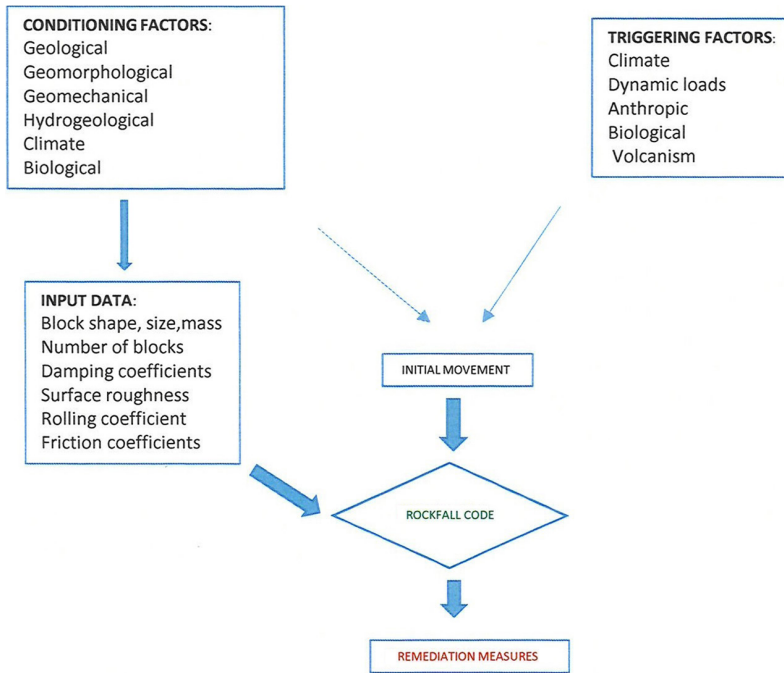 CONDITIONING FACTORS:
Geological
Geomorphological
Geomechanical
Hydrogeological
Climate
Biological
TRIGGERING FACTORS:
Climate
Dynamic loads
Anthropic
Biological
Volcanism
INPUT DATA:
Block shape, size,mass
Number of blocks
Damping coefficients
Surface roughness
Rolling coefficient
Friction coefficients
INITIAL MOVEMENT
ROCKFALL CODE
REMEDIATION MEASURES